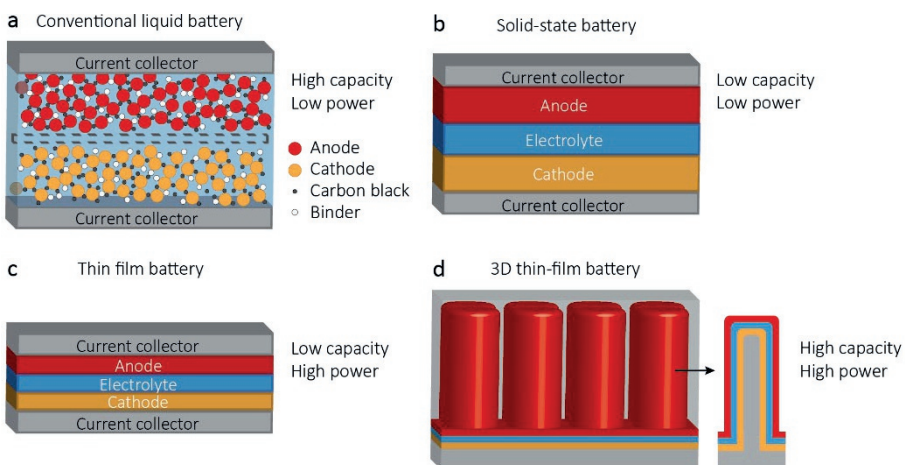 a Conventional liquid battery
Current collector
High capacity
Low power
Anode
Cathode
Carbon black
Binder
Current collector
b Solid-state battery
Current collector
Anode
Electrolyte
Cathode
Current collector
Low capacity
Low power
c Thin film battery
Current collector
Anode
Electrolyte
Cathode
Current collector
Low capacity
High power
d 3D thin-film battery
High capacity
High power